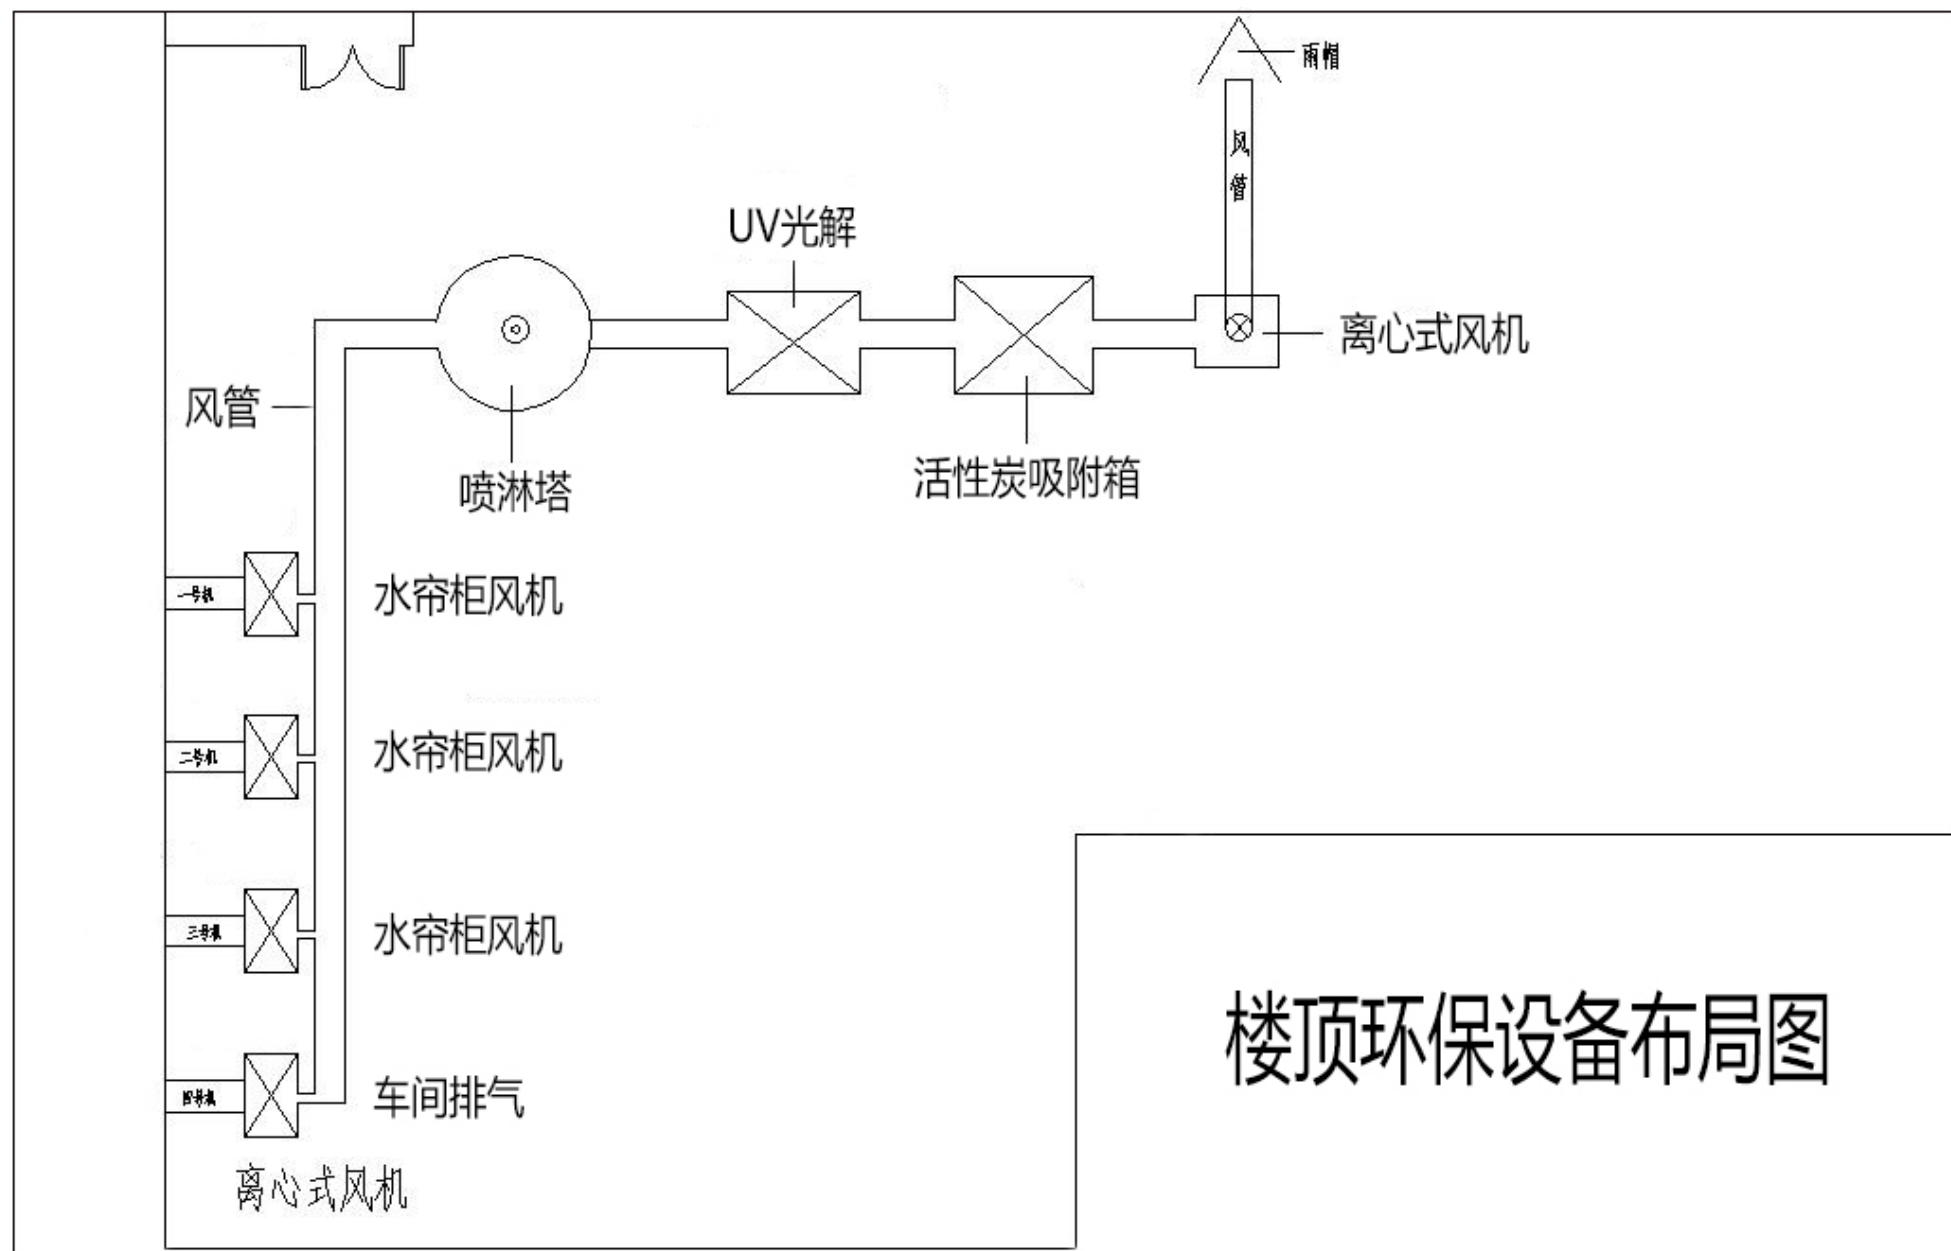 雨帽
风管
UV光解
离心式风机
风管
喷淋塔
活性炭吸附箱
一号机
水帘柜风机
二号机
水帘柜风机
三号机
水帘柜风机
四号机
车间排气
离心式风机
楼顶环保设备布局图